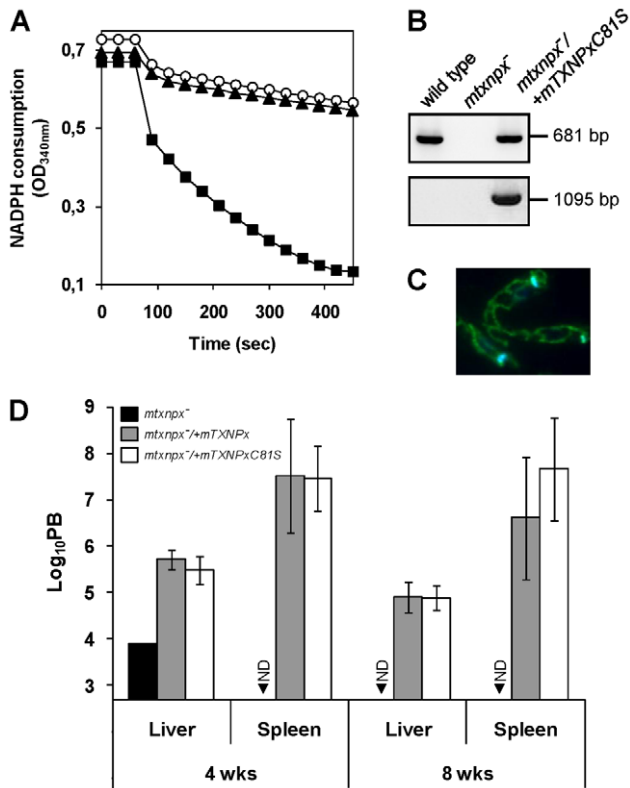 A
NADPH consumption
(OD340nm)
0,7
0,5
0,3
0,1
0
100
200
300
400
Time (sec)
B
wild type
mtxnpx⁻
mtxnpx⁻/
+mTXNPxC81S
681 bp
1095 bp
C
D
mtxnpx⁻
mtxnpx⁻/+mTXNPx
mtxnpx⁻/+mTXNPxC81S
Log10PB
9
8
7
6
5
4
3
ND
ND
ND
Liver
Spleen
Liver
Spleen
4 wks
8 wks